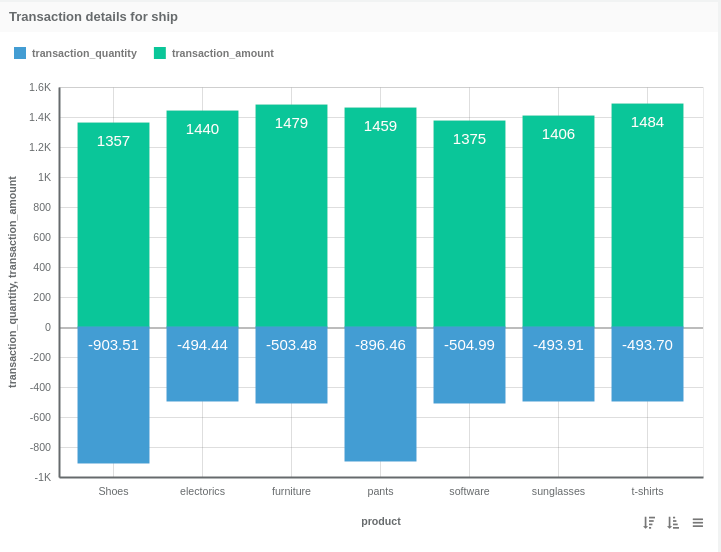 Transaction details for ship
transaction_quantity transaction_amount
transaction_quantity, transaction_amount
1.6K
1.4K
1.2K
1K
800
600
400
200
0
-200
-400
-600
-800
-1K
1357 1440 1479 1459 1375 1406 1484
-903.51 -494.44 -503.48 -896.46 -504.99 -493.91 -493.70
Shoes electorics furniture pants software sunglasses t-shirts
product